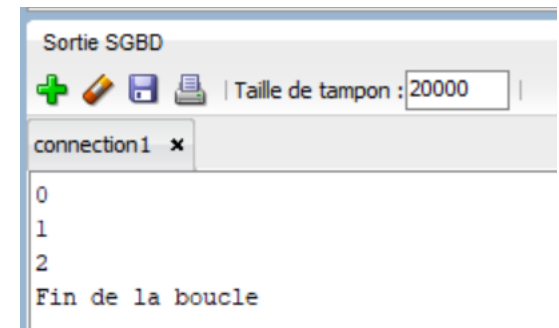 Sortie SGBD
Taille de tampon : 20000
connection1
0
1
2
Fin de la boucle